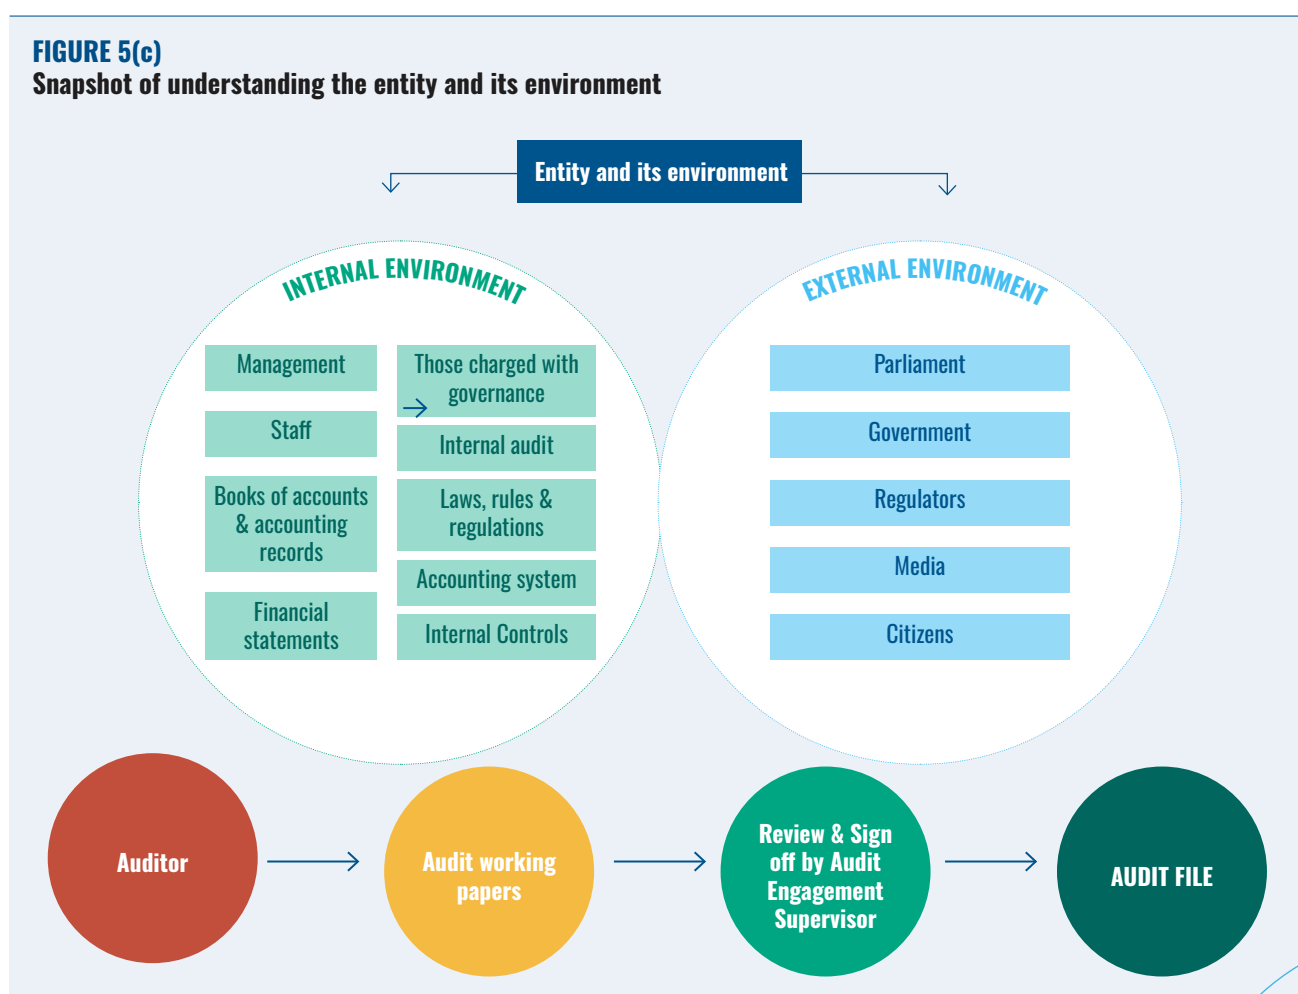 FIGURE 5(c)
Snapshot of understanding the entity and its environment
Entity and its environment
INTERNAL ENVIRONMENT
Management
Staff
Books of accounts
& accounting
records
Financial
statements
Those charged with
governance
Internal audit
Laws, rules &
regulations
Accounting system
Internal Controls
EXTERNAL ENVIRONMENT
Parliament
Government
Regulators
Media
Citizens
Auditor
Audit working
papers
Review & Sign
off by Audit
Engagement
Supervisor
AUDIT FILE